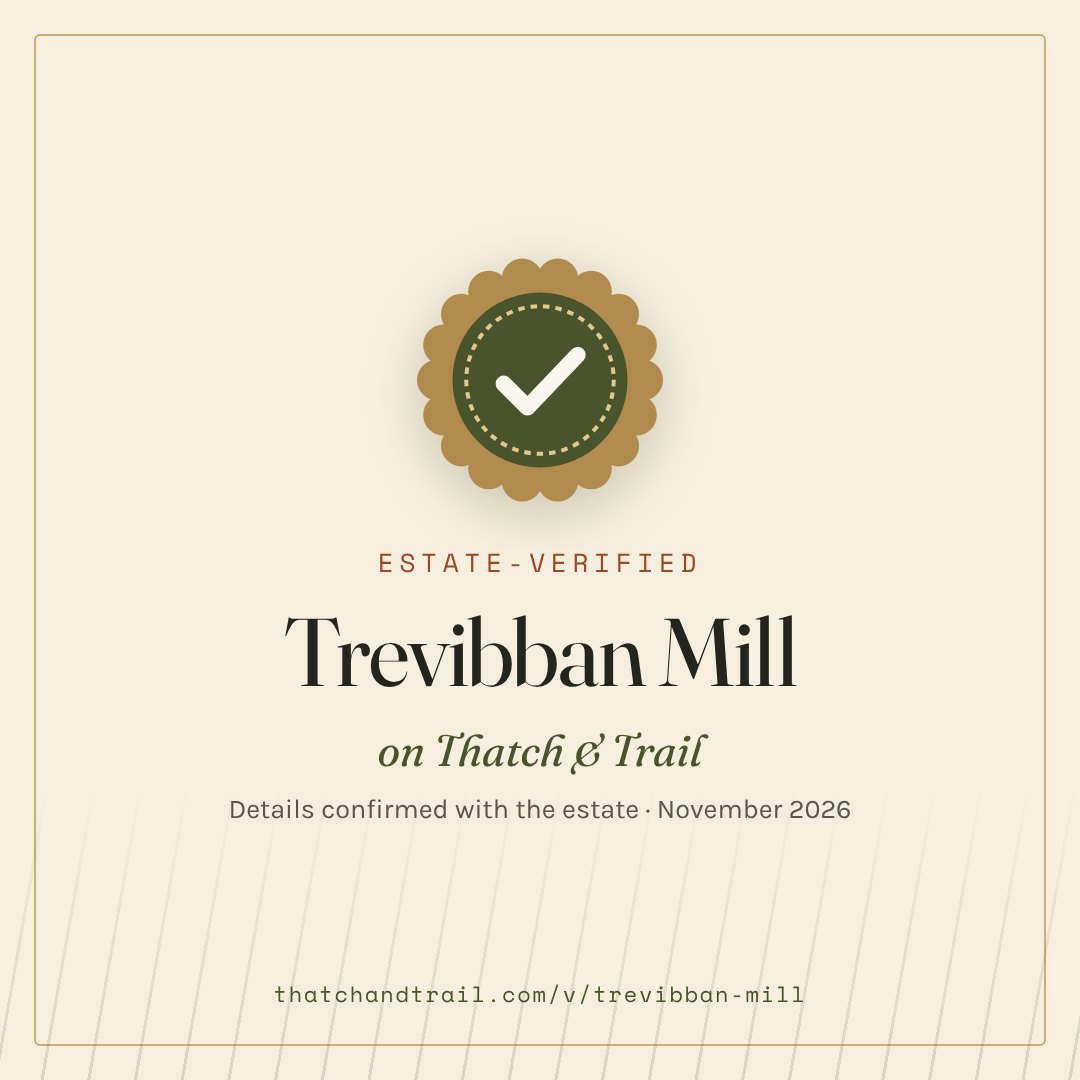 ESTATE-VERIFIED
Trevibban Mill
on Thatch & Trail
Details confirmed with the estate · November 2026
thatchandtrail.com/v/trevibban-mill